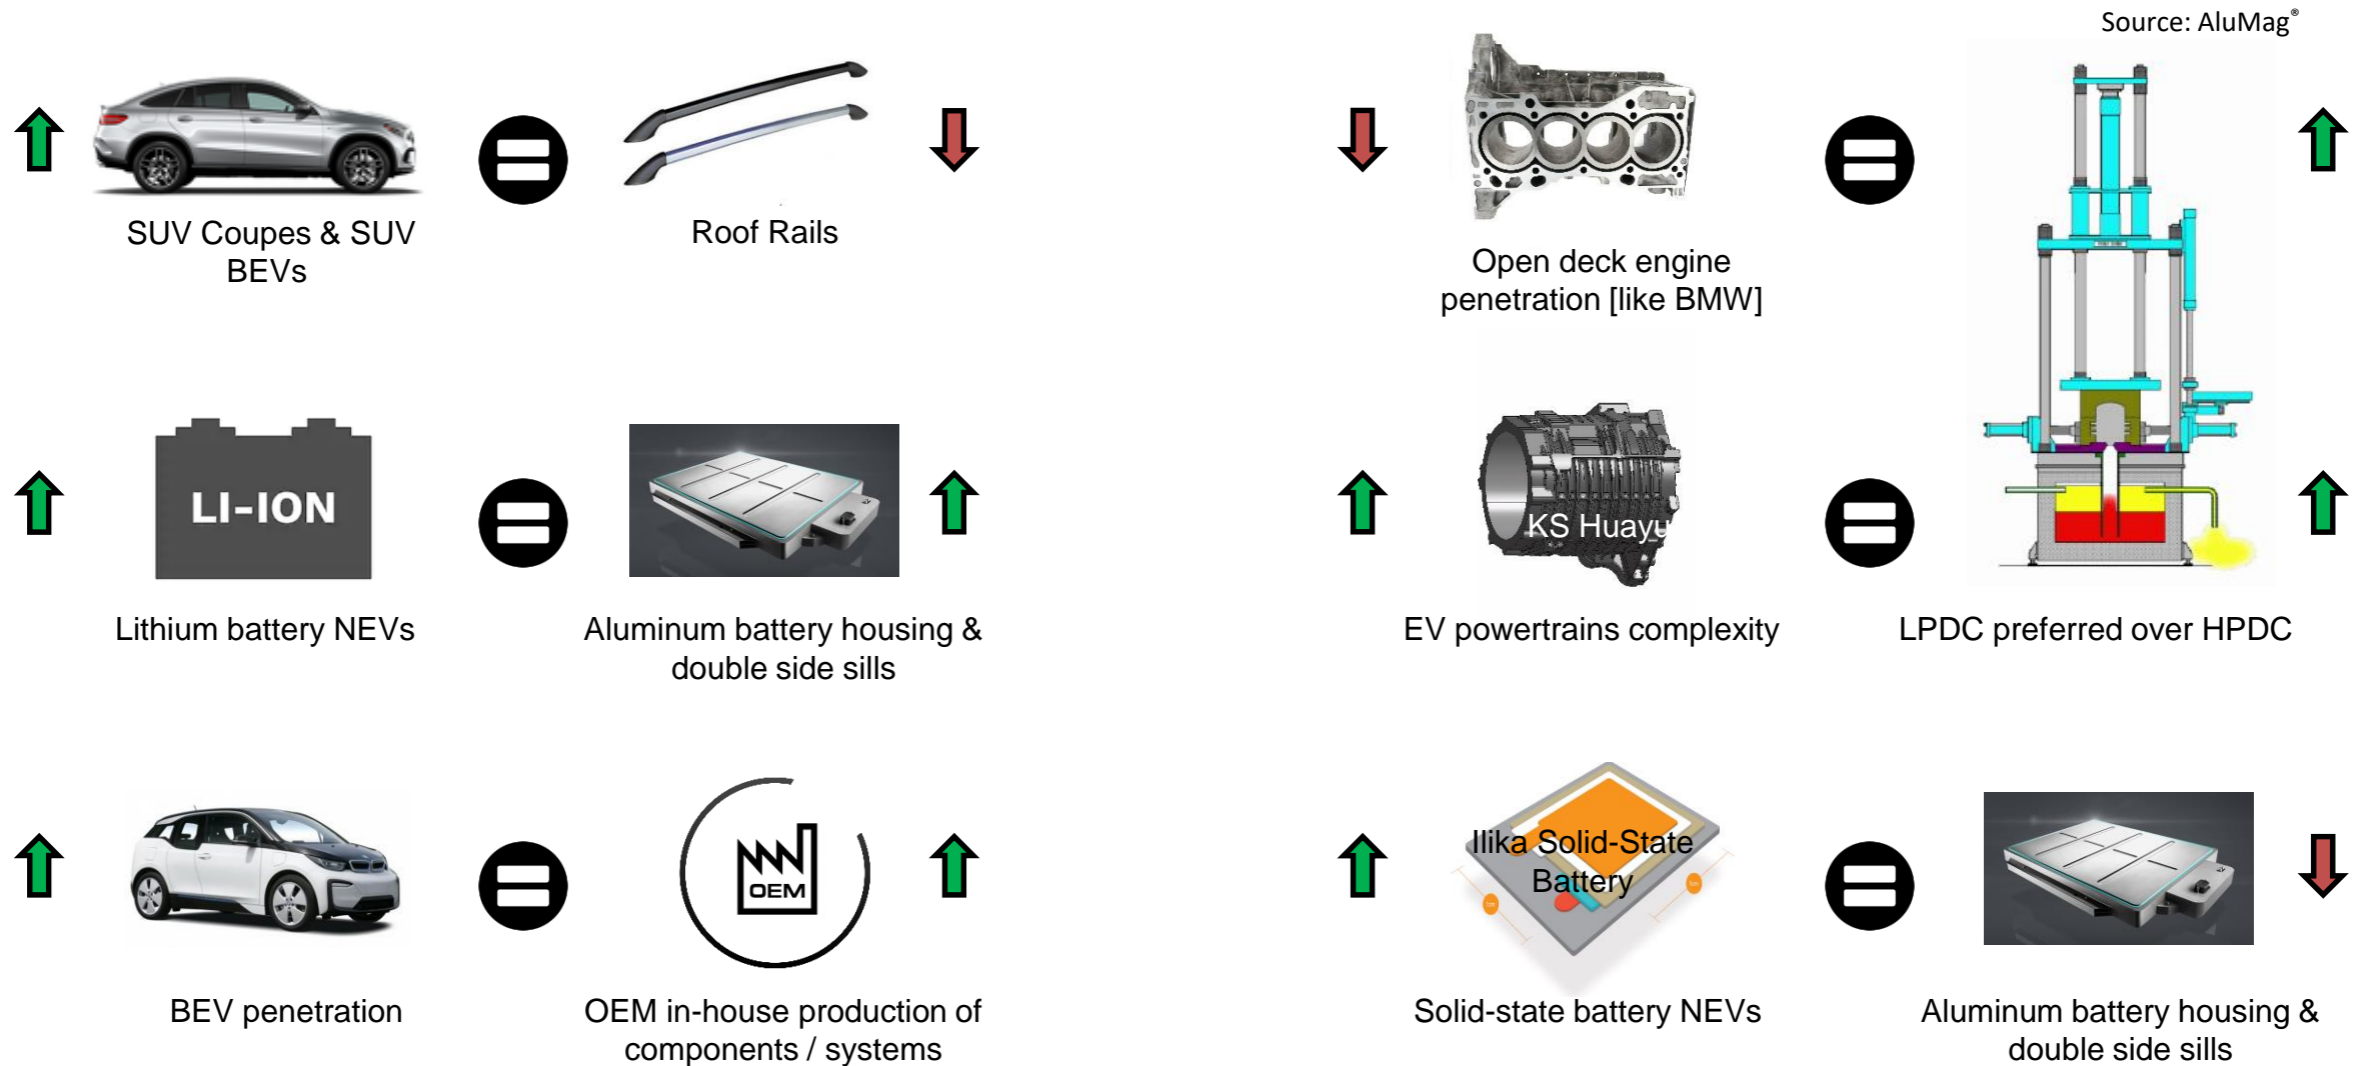 Source: AluMag®
SUV Coupes & SUV
BEVs
Roof Rails
Open deck engine
penetration [like BMW]
LI-ION
KS Huayu
Lithium battery NEVs
Aluminum battery housing &
double side sills
EV powertrains complexity
LPDC preferred over HPDC
OEM
Ilika Solid-State
Battery
BEV penetration
OEM in-house production of
components / systems
Solid-state battery NEVs
Aluminum battery housing &
double side sills